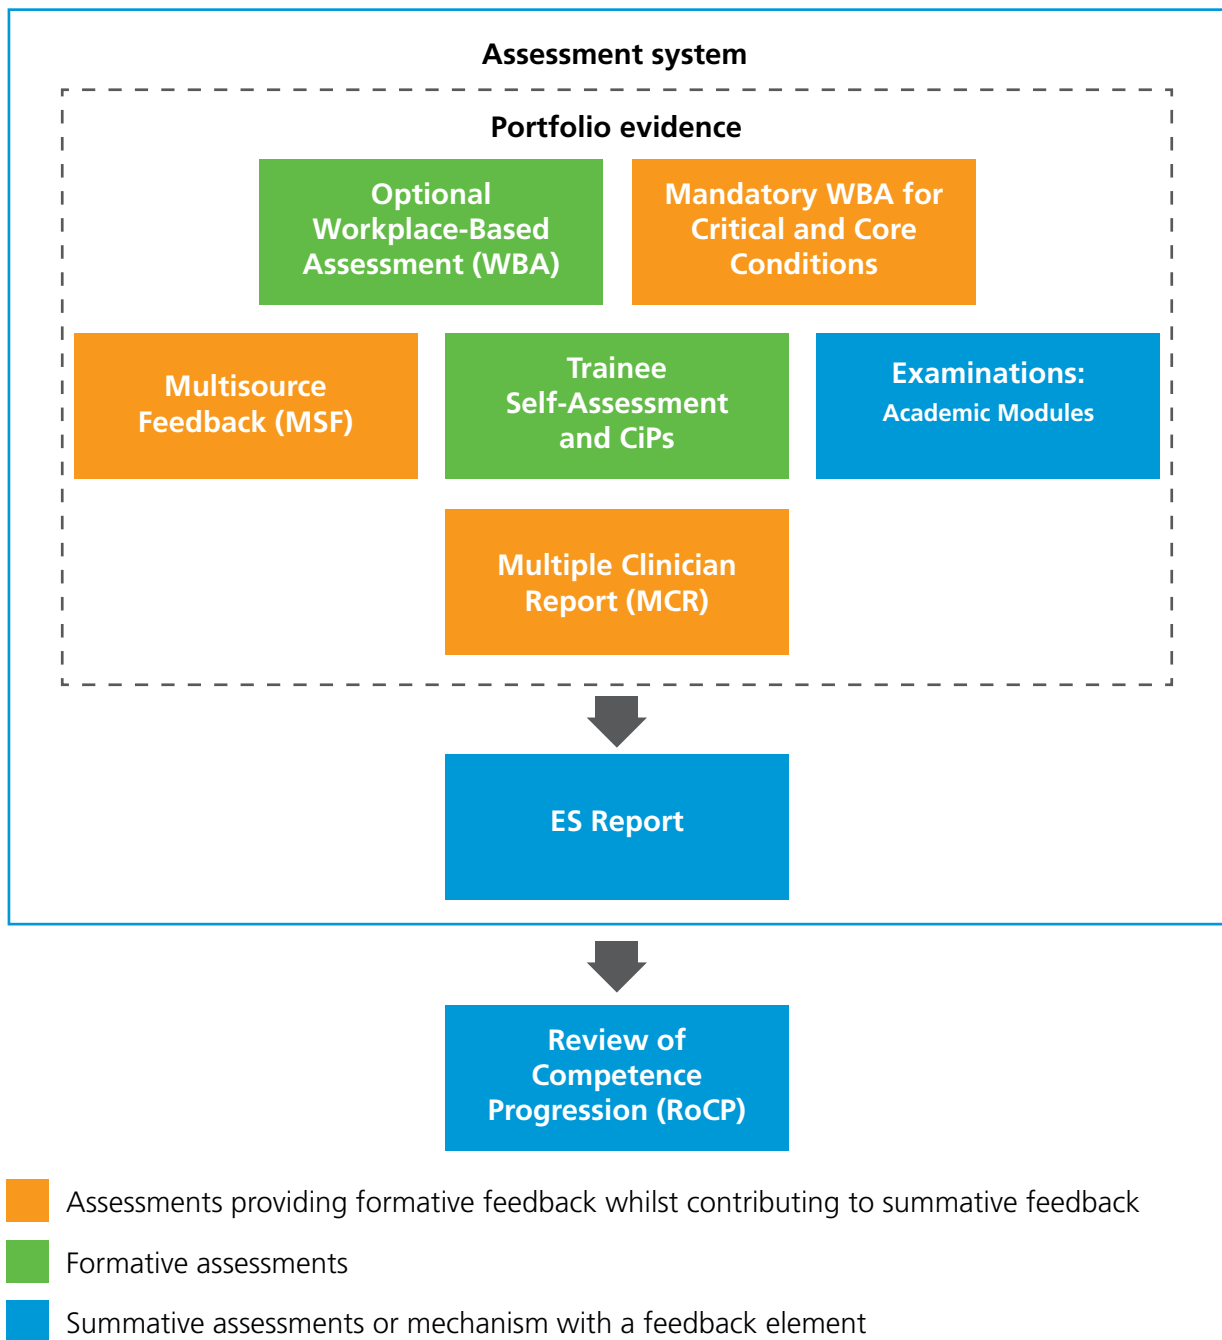 Assessment system
Portfolio evidence
Optional
Workplace-Based
Assessment (WBA)
Mandatory WBA for
Critical and Core
Conditions
Multisource
Feedback (MSF)
Trainee
Self-Assessment
and CiPs
Examinations:
Academic Modules
Multiple Clinician
Report (MCR)
ES Report
Review of
Competence
Progression (RoCP)
Assessments providing formative feedback whilst contributing to summative feedback
Formative assessments
Summative assessments or mechanism with a feedback element